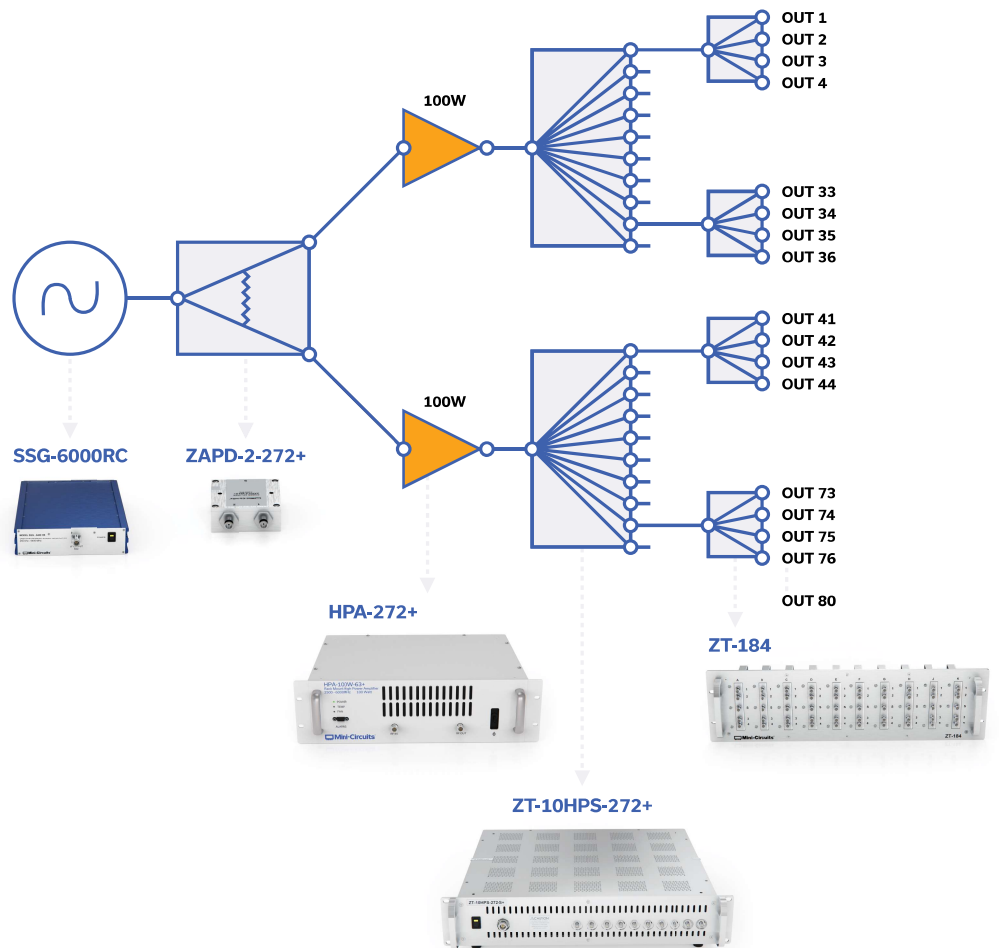 OUT 1
OUT 2
OUT 3
OUT 4
100W
OUT 33
OUT 34
OUT 35
OUT 36
OUT 41
OUT 42
OUT 43
OUT 44
100W
SSG-6000RC
ZAPD-2-272+
OUT 73
OUT 74
OUT 75
OUT 76
OUT 80
Mini-Circuits
HPA-272+
HPA-100W-63+
Mini-Circuits
ZT-184
Mini-Circuits
ZT-184
ZT-10HPS-272+